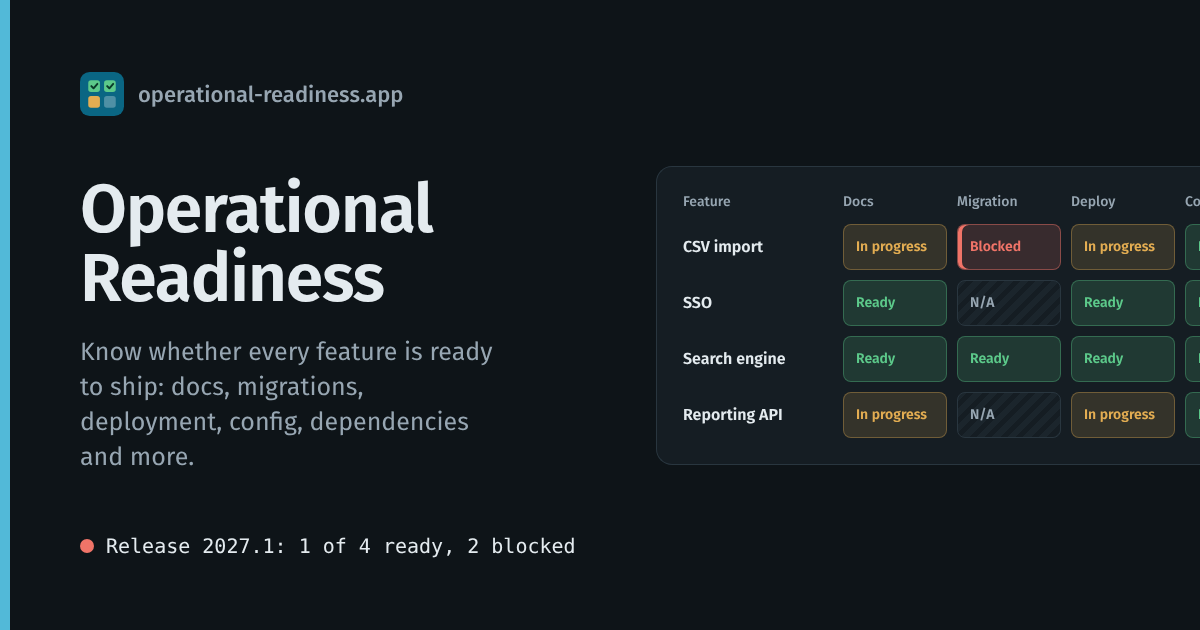 operational-readiness.app
Operational
Readiness
Know whether every feature is ready
to ship: docs, migrations,
deployment, config, dependencies
and more.
Release 2027.1: 1 of 4 ready, 2 blocked
Feature Docs Migration Deploy Co
CSV import In progress Blocked In progress
SSO Ready N/A Ready
Search engine Ready Ready Ready
Reporting API In progress N/A In progress